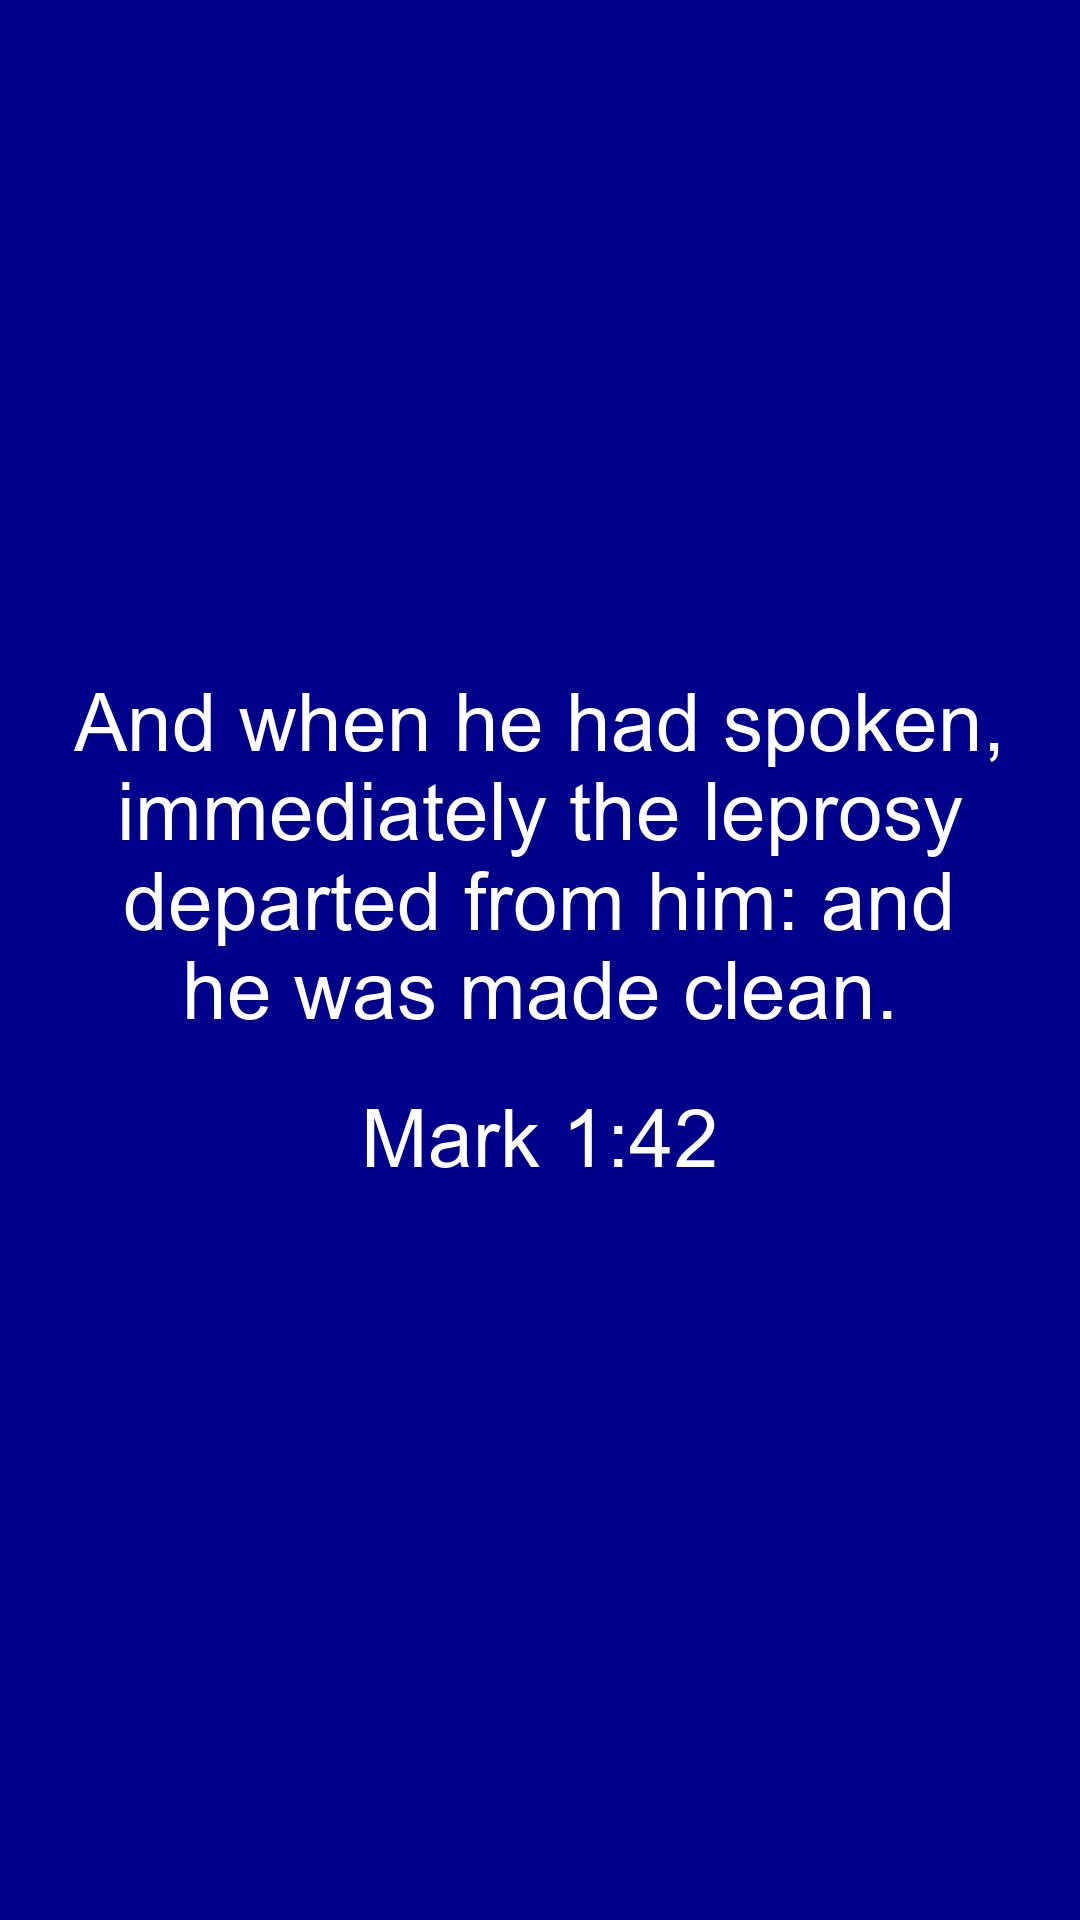 And when he had spoken,
immediately the leprosy
departed from him: and
he was made clean.
Mark 1:42